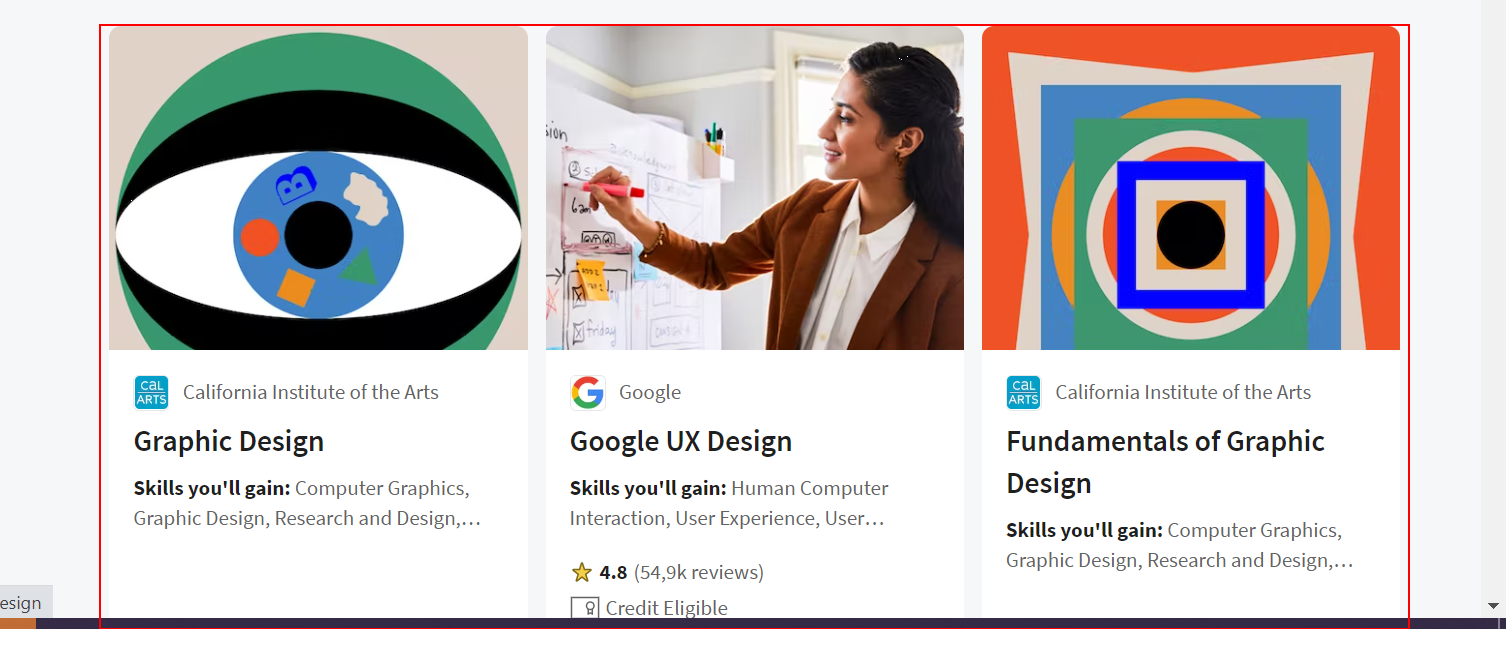 B
sion
6am
friday
CAL
ARTS
California Institute of the Arts
Graphic Design
Skills you'll gain: Computer Graphics,
Graphic Design, Research and Design,...
Google
Google UX Design
Skills you'll gain: Human Computer
Interaction, User Experience, User...
4.8 (54,9k reviews)
Credit Eligible
CAL
ARTS
California Institute of the Arts
Fundamentals of Graphic
Design
Skills you'll gain: Computer Graphics,
Graphic Design, Research and Design,...
esign